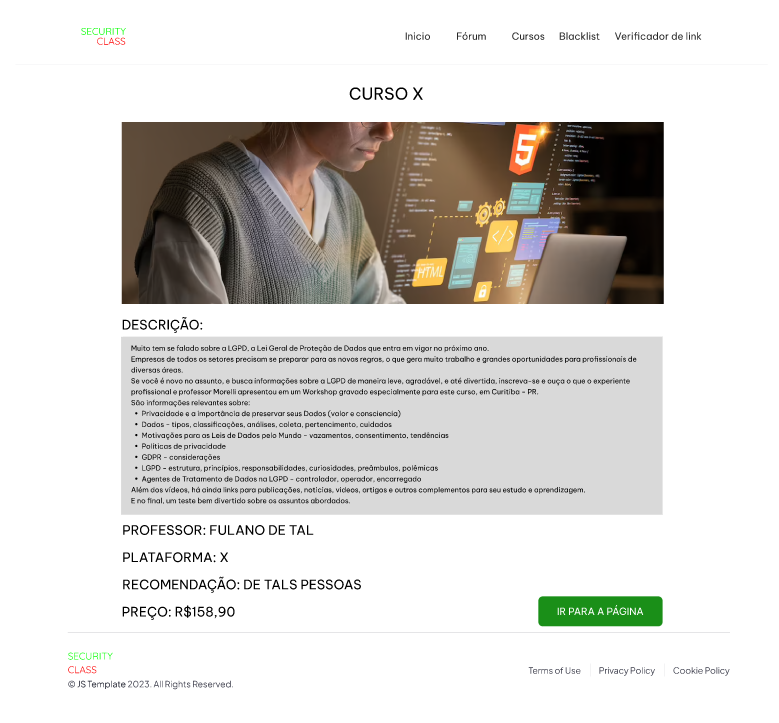 SECURITY
CLASS
Inicio Fórum Cursos Blacklist Verificador de link
CURSO X
5
HTML
DESCRIÇÃO:
Muito tem se falado sobre a LGPD, a Lei Geral de Proteção de Dados que entra em vigor no próximo ano.
Empresas de todos os setores precisam se preparar para as novas regras, o que gera muito trabalho e grandes oportunidades para profissionais de
diversas áreas.
Se você é novo no assunto, e busca informações sobre a LGPD de maneira leve, agradável, e até divertida, inscreva-se e ouça o que o experiente
profissional e professor Morelli apresentou em um Workshop gravado especialmente para este curso, em Curitiba - PR.
São informações relevantes sobre:
• Privacidade e a importância de preservar seus Dados (valor e consciencia)
• Dados - tipos, classificações, análises, coleta, pertencimento, cuidados
• Motivações para as Leis de Dados pelo Mundo - vazamentos, consentimento, tendências
• Políticas de privacidade
• GDPR - considerações
• LGPD - estrutura, princípios, responsabilidades, curiosidades, preâmbulos, polêmicas
• Agentes de Tratamento de Dados na LGPD - controlador, operador, encarregado
Além dos vídeos, há ainda links para publicações, notícias, vídeos, artigos e outros complementos para seu estudo e aprendizagem.
E no final, um teste bem divertido sobre os assuntos abordados.
PROFESSOR: FULANO DE TAL
PLATAFORMA: X
RECOMENDAÇÃO: DE TALS PESSOAS
PREÇO: R$158,90
IR PARA A PÁGINA
SECURITY
CLASS
© JS Template 2023. All Rights Reserved.
Terms of Use Privacy Policy Cookie Policy